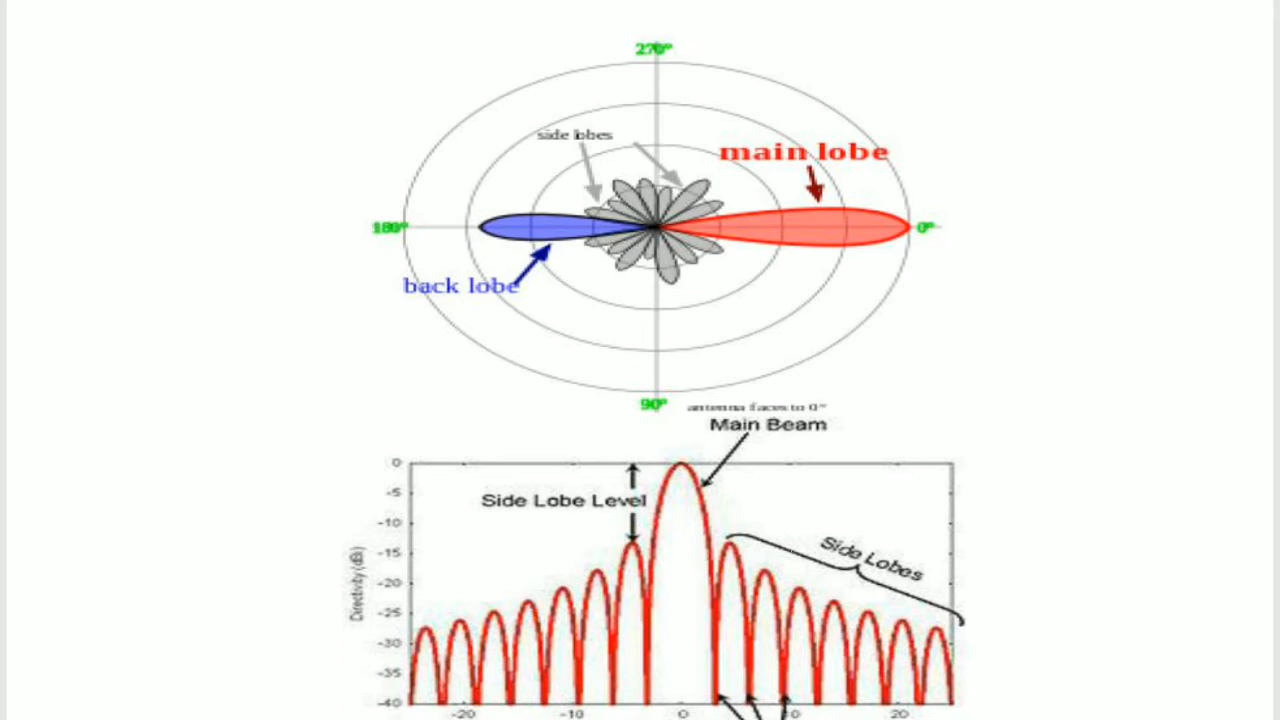 270°
side lobes
main lobe
180°
0°
back lobe
90°
antenna faces to 0°
Main Beam
0
-5
-10
-15
-20
-25
-30
-35
-40
Directivity (dB)
Side Lobe Level
Side Lobes
-20
-10
0
10
20